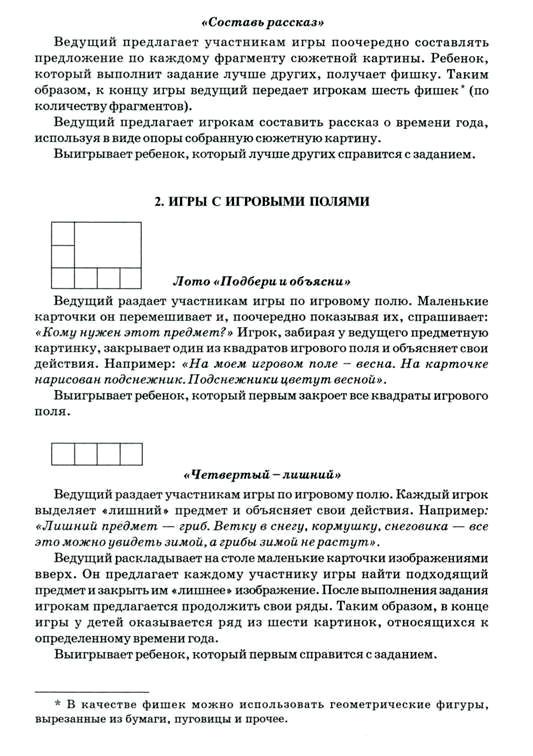 «Составь рассказ»
Ведущий предлагает участникам игры поочередно составлять
предложение по каждому фрагменту сюжетной картины. Ребенок,
который выполнит задание лучше других, получает фишку. Таким
образом, к концу игры ведущий передает игрокам шесть фишек* (по
количеству фрагментов).
Ведущий предлагает игрокам составить рассказ о времени года,
используя в виде опоры собранную сюжетную картину.
Выигрывает ребенок, который лучше других справится с заданием.
2. ИГРЫ С ИГРОВЫМИ ПОЛЯМИ
Лото «Подбери и объясни»
Ведущий раздает участникам игры по игровому полю. Маленькие
карточки он перемешивает и, поочередно показывая их, спрашивает:
«Кому нужен этот предмет?» Игрок, забирая у ведущего предметную
картинку, закрывает один из квадратов игрового поля и объясняет свои
действия. Например: «На моем игровом поле – весна. На карточке
нарисован подснежник. Подснежники цветут весной».
Выигрывает ребенок, который первым закроет все квадраты игрового
поля.
«Четвертый – лишний»
Ведущий раздает участникам игры по игровому полю. Каждый игрок
выделяет «лишний» предмет и объясняет свои действия. Например:
«Лишний предмет — гриб. Ветку в снегу, кормушку, снеговика — все
это можно увидеть зимой, а грибы зимой не растут».
Ведущий раскладывает на столе маленькие карточки изображениями
вверх. Он предлагает каждому участнику игры найти подходящий
предмет и закрыть им «лишнее» изображение. После выполнения задания
игрокам предлагается продолжить свои ряды. Таким образом, в конце
игры у детей оказывается ряд из шести картинок, относящихся к
определенному времени года.
Выигрывает ребенок, который первым справится с заданием.
* В качестве фишек можно использовать геометрические фигуры,
вырезанные из бумаги, пуговицы и прочее.